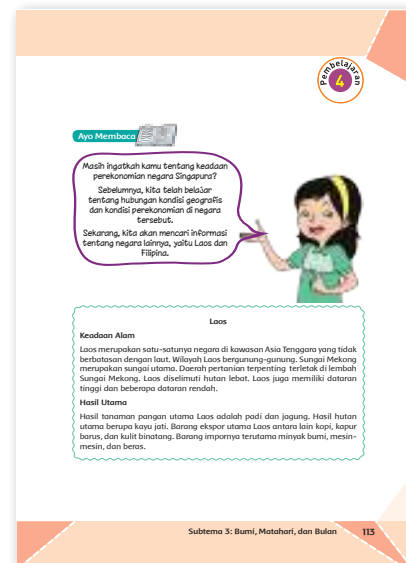 Pembelajaran
4
Ayo Membaca
Masih ingatkah kamu tentang keadaan
perekonomian negara Singapura?
Sebelumnya, kita telah belajar
tentang hubungan kondisi geografis
dan kondisi perekonomian di negara
tersebut.
Sekarang, kita akan mencari informasi
tentang negara lainnya, yaitu Laos dan
Filipina.
Laos
Keadaan Alam
Laos merupakan satu-satunya negara di kawasan Asia Tenggara yang tidak
berbatasan dengan laut. Wilayah Laos bergunung-gunung. Sungai Mekong
merupakan sungai utama. Daerah pertanian terpenting terletak di lembah
Sungai Mekong. Laos diselimuti hutan lebat. Laos juga memiliki dataran
tinggi dan beberapa dataran rendah.
Hasil Utama
Hasil tanaman pangan utama Laos adalah padi dan jagung. Hasil hutan
utama berupa kayu jati. Barang ekspor utama Laos antara lain kopi, kapur
barus, dan kulit binatang. Barang impornya terutama minyak bumi, mesin-
mesin, dan beras.
Subtema 3: Bumi, Matahari, dan Bulan 113